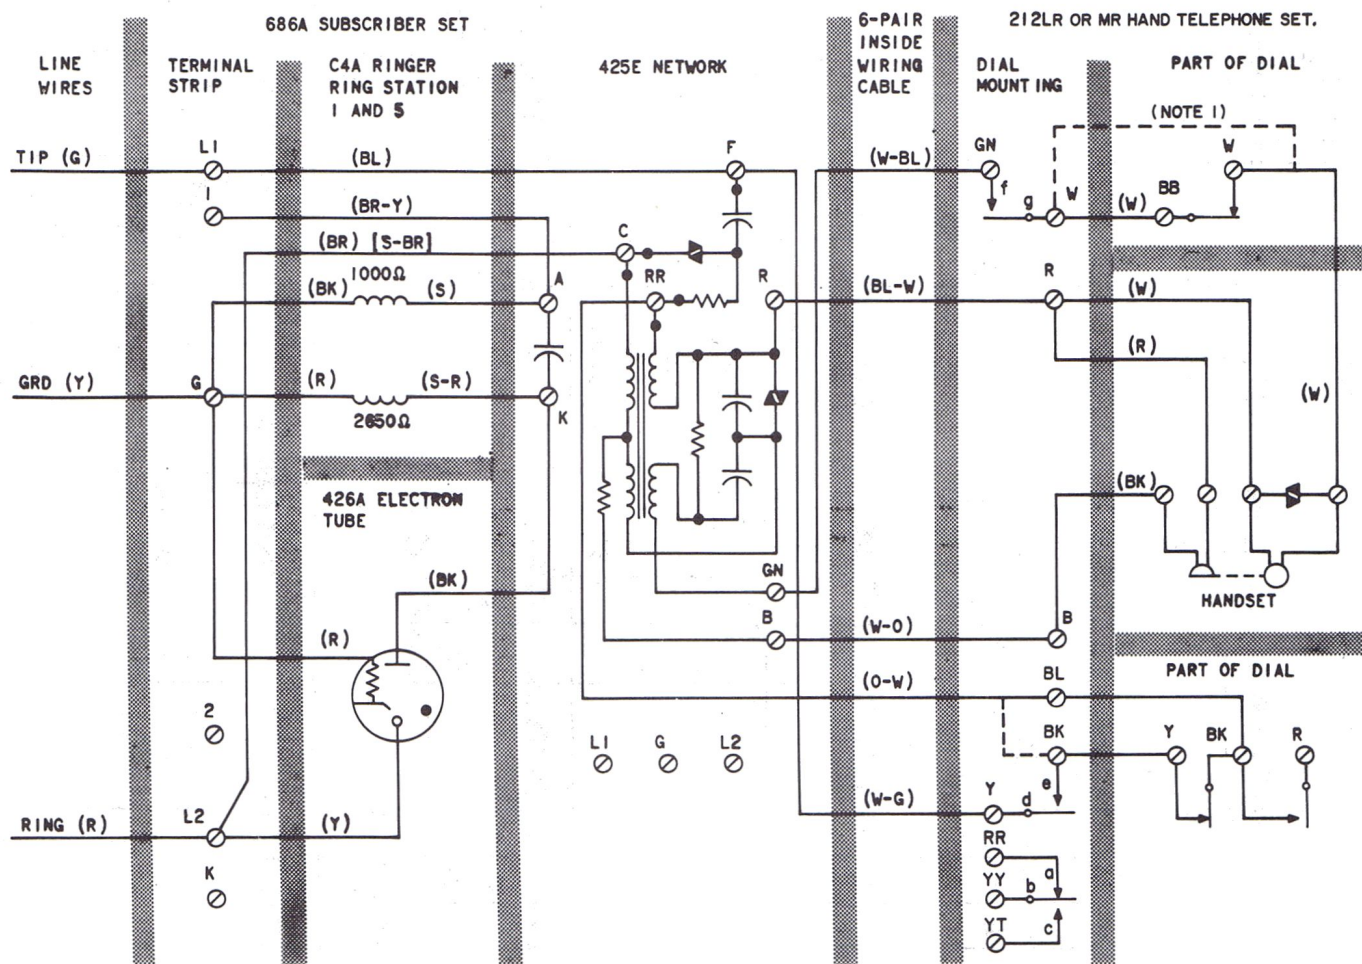 686A SUBSCRIBER SET
6-PAIR
INSIDE
WIRING
CABLE
212LR OR MR HAND TELEPHONE SET.
LINE
WIRES
TERMINAL
STRIP
C4A RINGER
RING STATION
1 AND 5
425E NETWORK
DIAL
MOUNTING
PART OF DIAL
(NOTE 1)
TIP (G)
L1
(BL)
F
(W-BL)
GN
W
f
g
W
(W)
BB
1
(BR-Y)
(BR) [S-BR]
C
1000Ω
(BK)
(S)
A
RR
R
(BL-W)
R
(W)
(R)
GRD (Y)
G
(R)
(S-R)
2650Ω
K
(W)
426A ELECTRON
TUBE
(BK)
(BK)
GN
HANDSET
B
(W-O)
B
(R)
PART OF DIAL
(O-W)
BL
2
L1
G
L2
BK
Y
BK
R
e
RING (R)
L2
(Y)
(W-G)
Y
d
RR
a
K
YY
b
YT
c